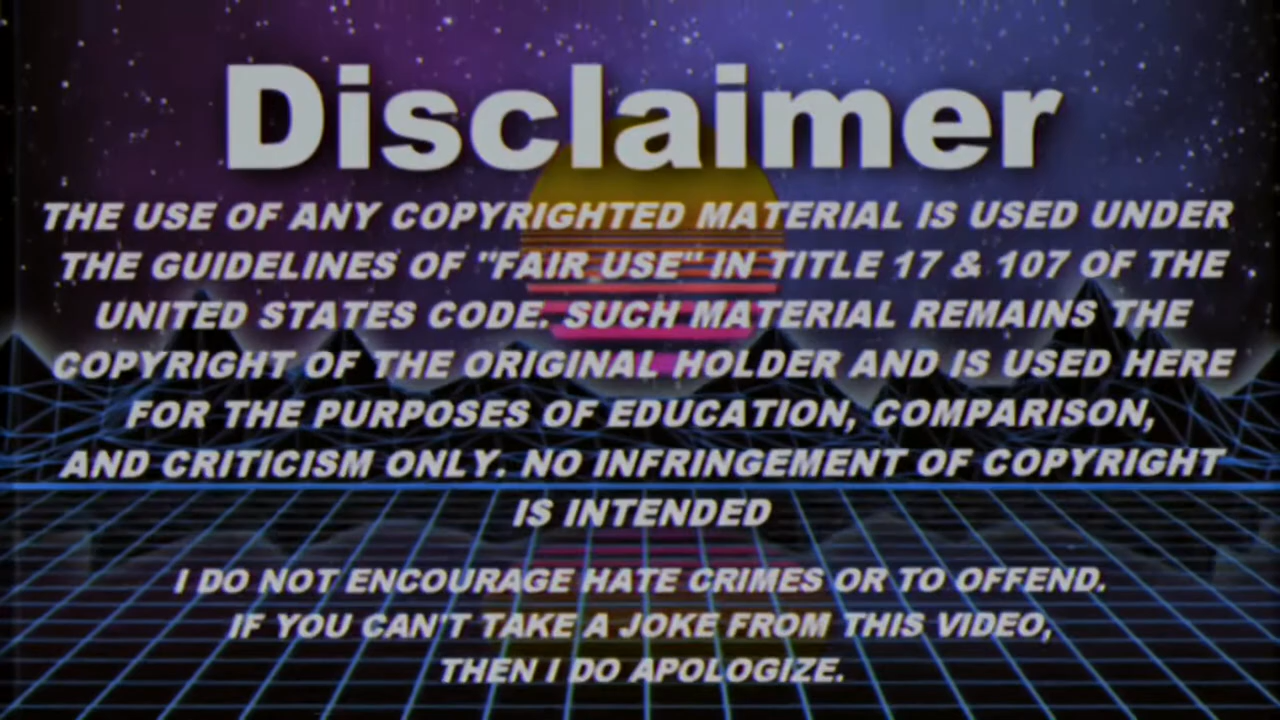 Disclaimer
THE USE OF ANY COPYRIGHTED MATERIAL IS USED UNDER
THE GUIDELINES OF "FAIR USE" IN TITLE 17 & 107 OF THE
UNITED STATES CODE. SUCH MATERIAL REMAINS THE
COPYRIGHT OF THE ORIGINAL HOLDER AND IS USED HERE
FOR THE PURPOSES OF EDUCATION, COMPARISON,
AND CRITICISM ONLY. NO INFRINGEMENT OF COPYRIGHT
IS INTENDED
I DO NOT ENCOURAGE HATE CRIMES OR TO OFFEND.
IF YOU CAN'T TAKE A JOKE FROM THIS VIDEO,
THEN I DO APOLOGIZE.